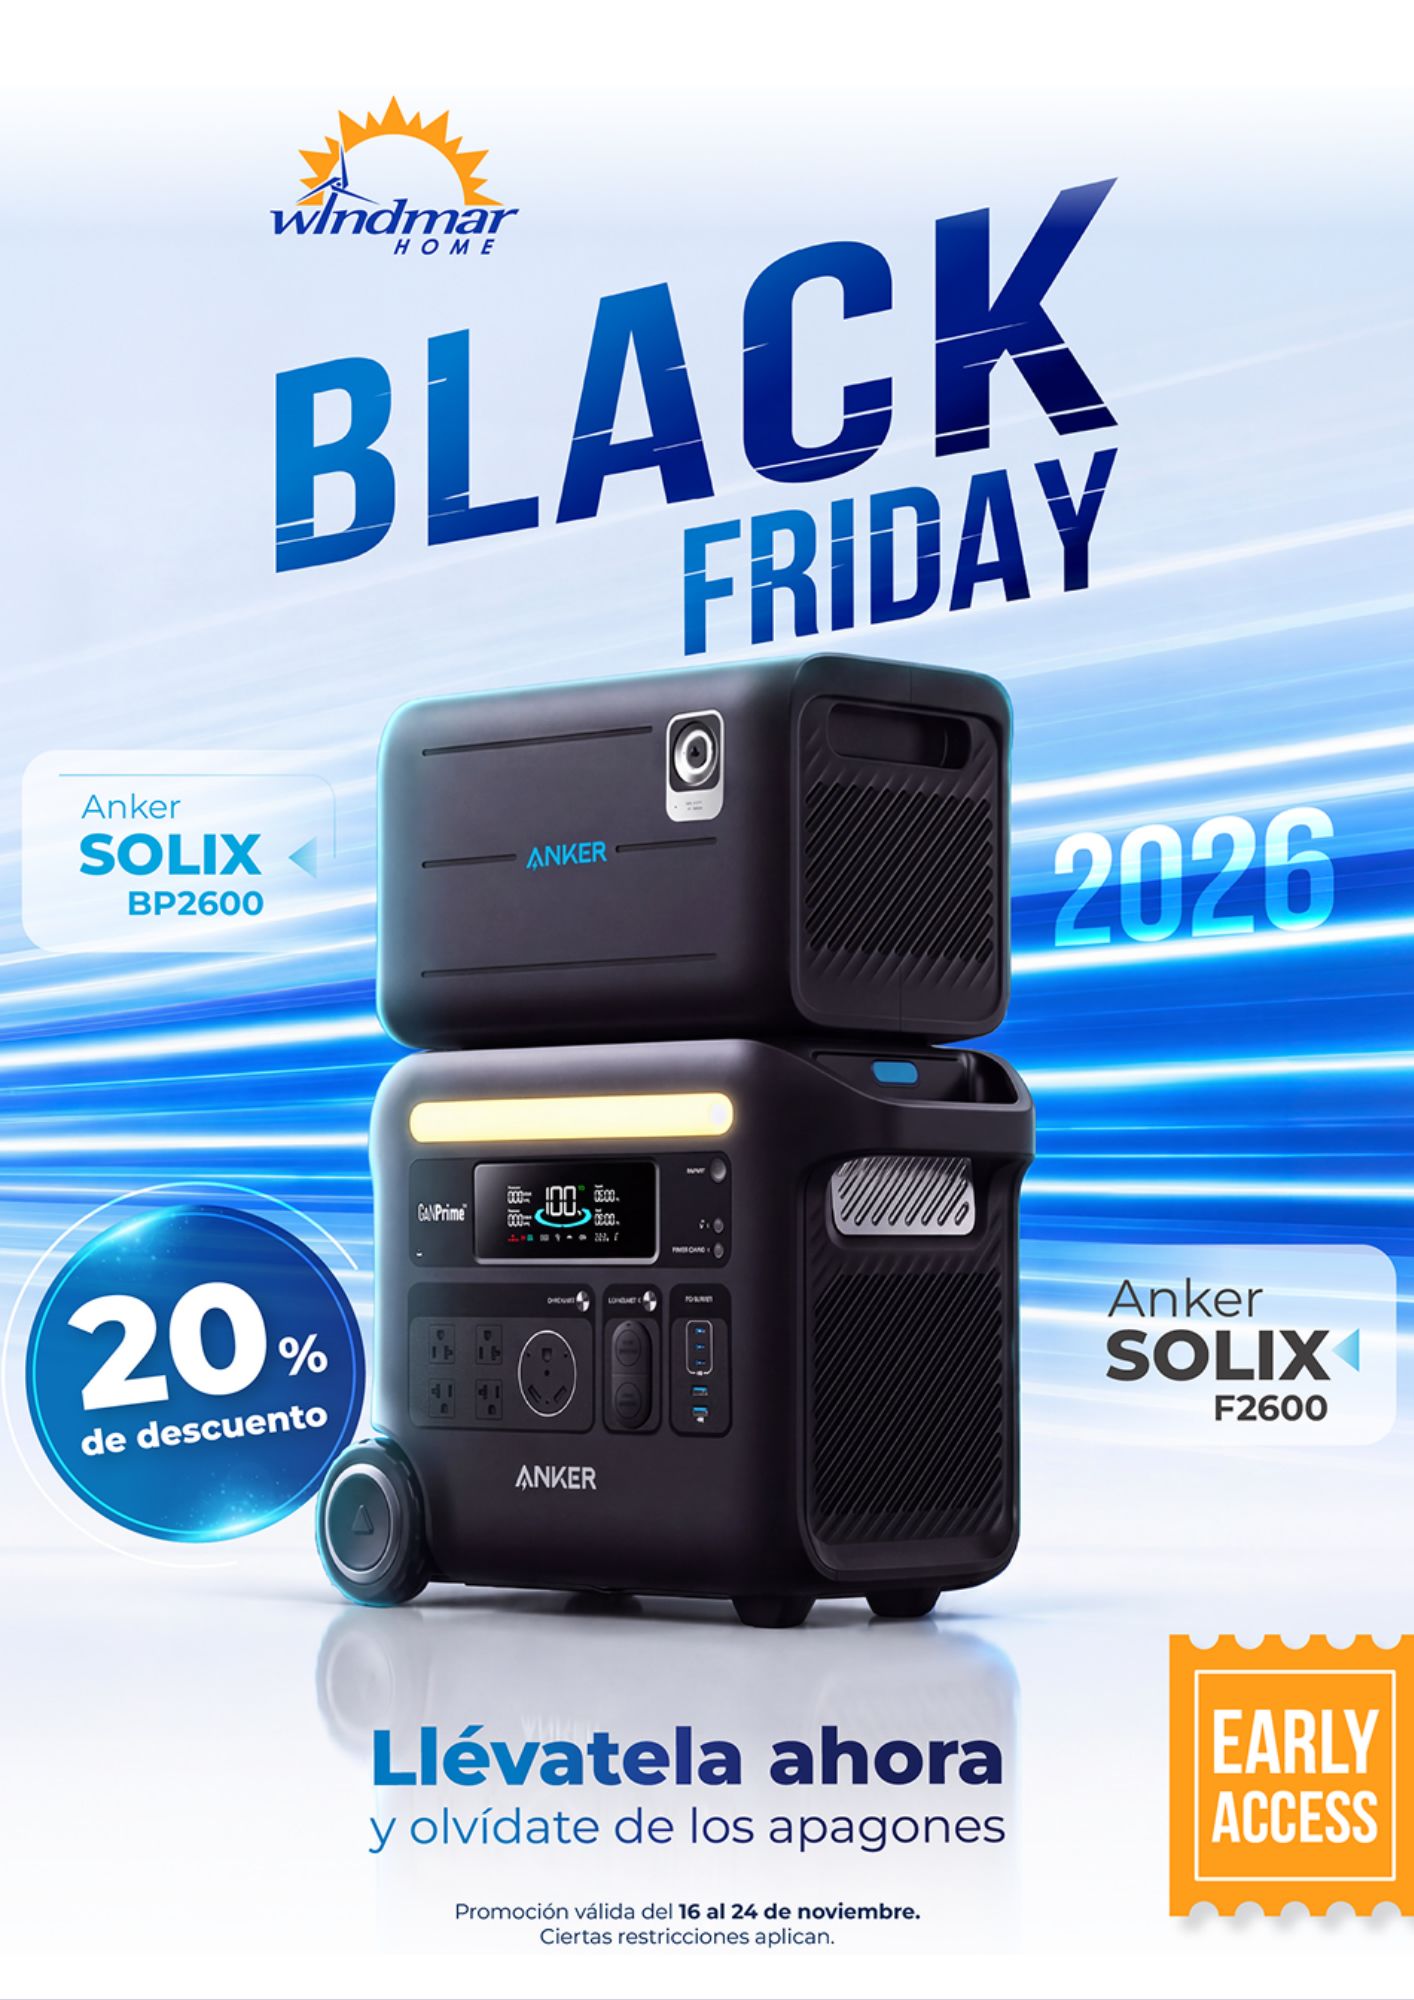 windmar
HOME
BLACK
FRIDAY
2026
Anker
SOLIX
BP2600
ANKER
GaNPrime
100
20%
de descuento
Anker
SOLIX
F2600
ANKER
Llévatela ahora
y olvídate de los apagones
EARLY
ACCESS
Promoción válida del 16 al 24 de noviembre.
Ciertas restricciones aplican.